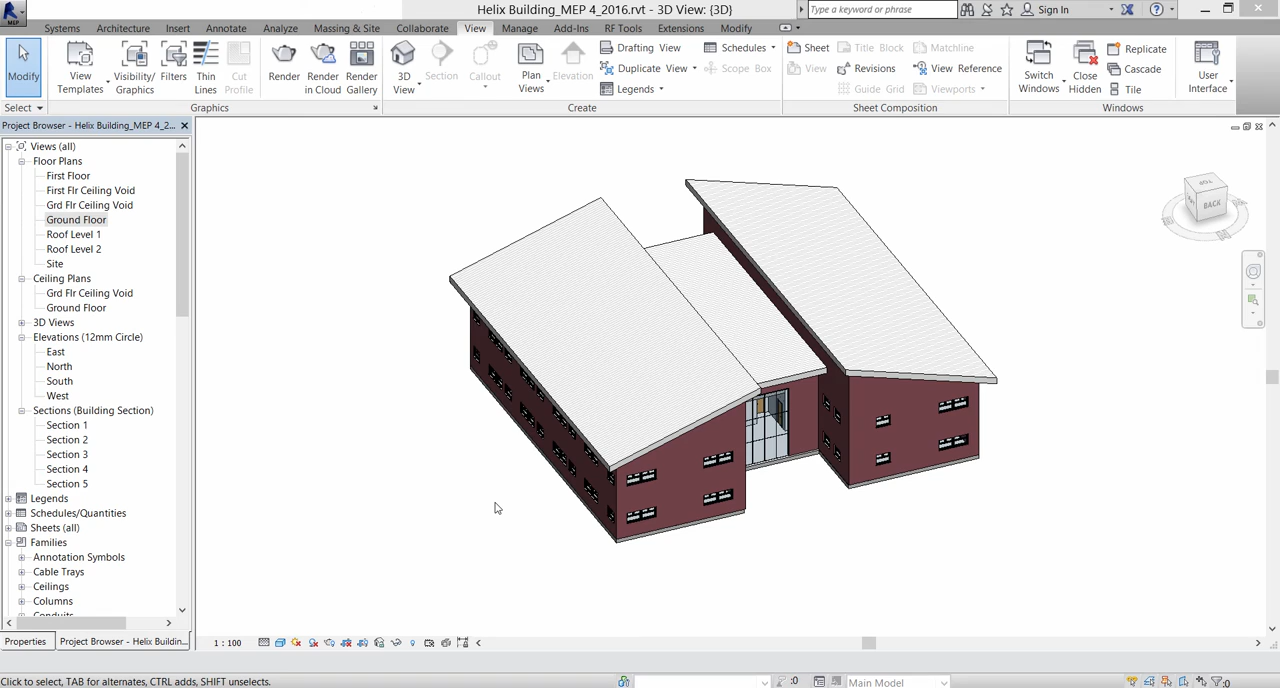 Helix Building_MEP 4_2016.rvt - 3D View: {3D}
Type a keyword or phrase
Sign In
MEP
Systems Architecture Insert Annotate Analyze Massing & Site Collaborate View Manage Add-Ins RF Tools Extensions Modify
Modify
View Templates
Visibility/ Graphics
Filters
Thin Lines
Cut Profile
Render
Render in Cloud
Render Gallery
3D View
Section
Callout
Plan Views
Elevation
Drafting View
Duplicate View
Legends
Schedules
Scope Box
Sheet
View
Title Block
Revisions
Guide Grid
Matchline
View Reference
Viewports
Switch Windows
Close Hidden
Replicate
Cascade
Tile
User Interface
Select
Graphics
Create
Sheet Composition
Windows
Project Browser - Helix Building_MEP 4_2...
Views (all)
Floor Plans
First Floor
First Flr Ceiling Void
Grd Flr Ceiling Void
Ground Floor
Roof Level 1
Roof Level 2
Site
Ceiling Plans
Grd Flr Ceiling Void
Ground Floor
3D Views
Elevations (12mm Circle)
East
North
South
West
Sections (Building Section)
Section 1
Section 2
Section 3
Section 4
Section 5
Legends
Schedules/Quantities
Sheets (all)
Families
Annotation Symbols
Cable Trays
Ceilings
Columns
Conduits
TOP
BACK
Properties
Project Browser - Helix Buildin...
1 : 100
Click to select, TAB for alternates, CTRL adds, SHIFT unselects.
:0
Main Model
:0